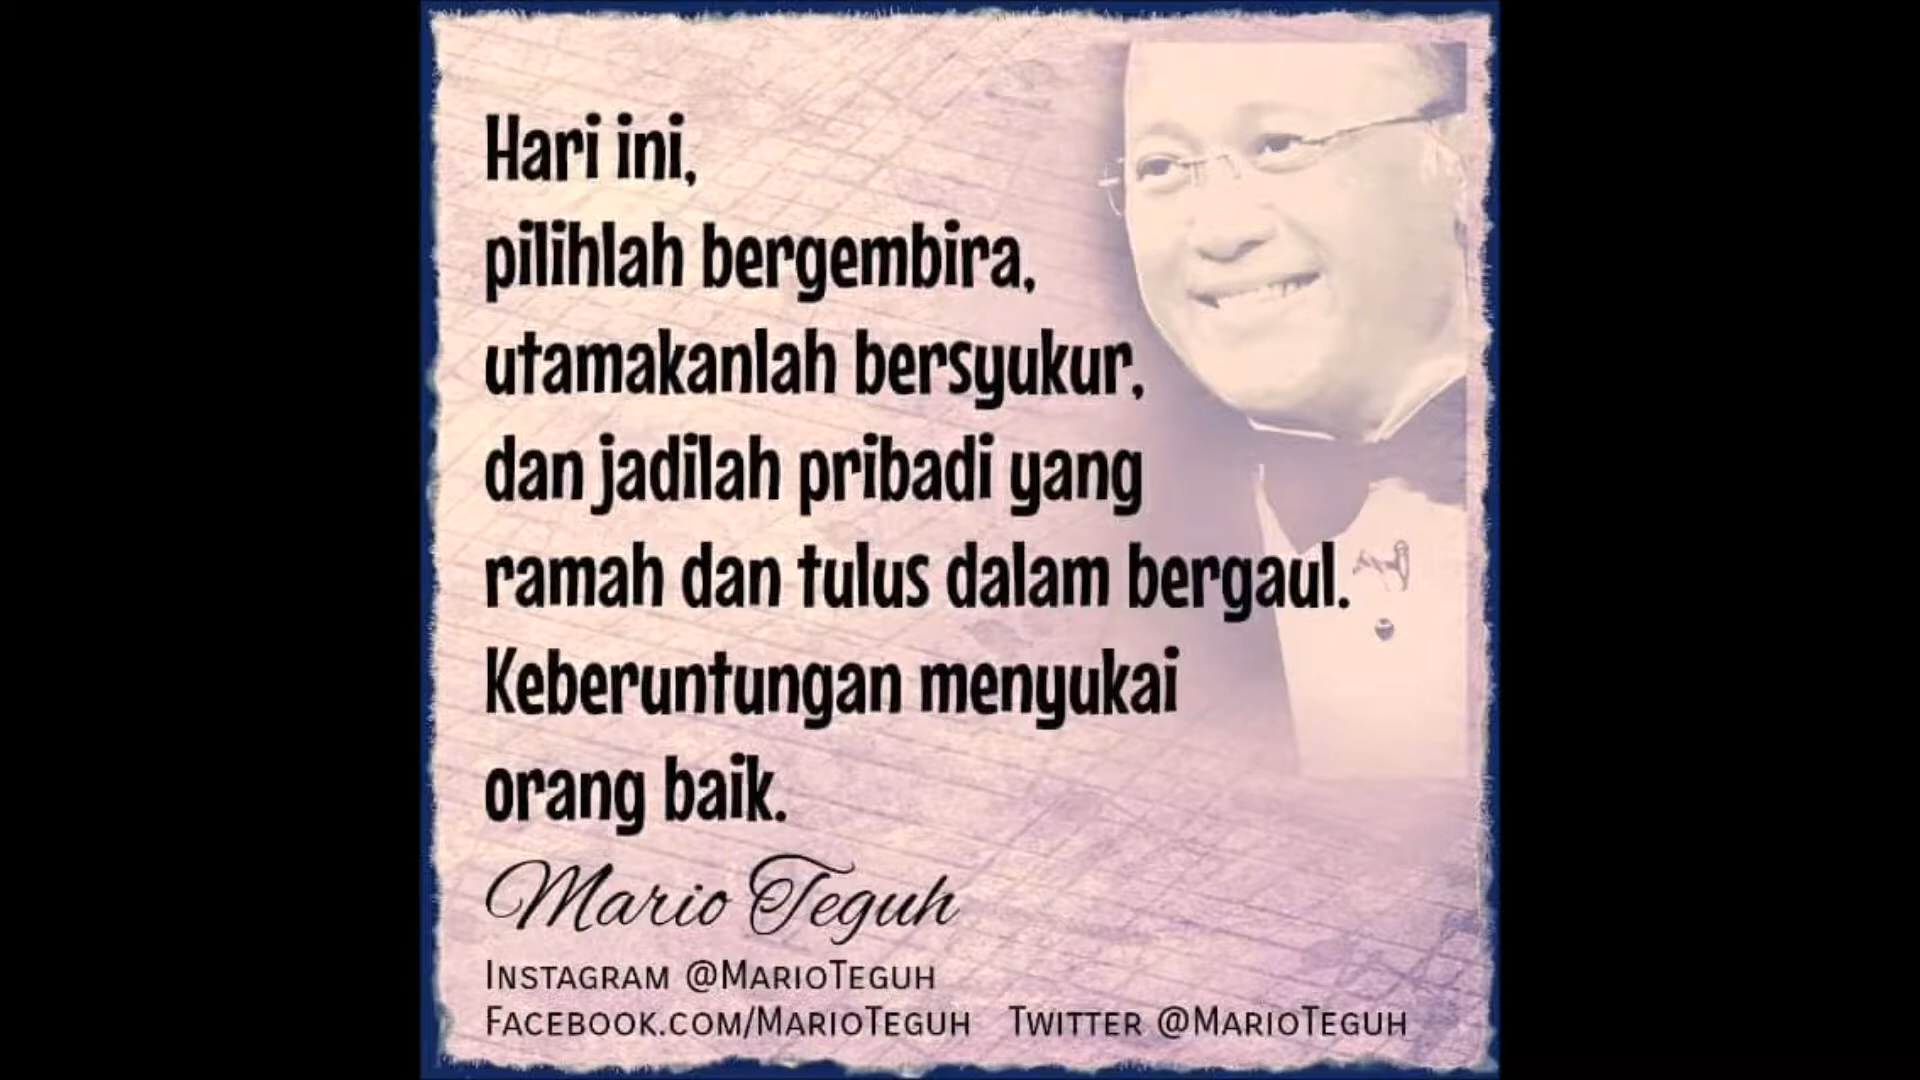 Hari ini,
pilihlah bergembira,
utamakanlah bersyukur,
dan jadilah pribadi yang
ramah dan tulus dalam bergaul.
Keberuntungan menyukai
orang baik.
Mario Teguh
INSTAGRAM @MARIOTEGUH
FACEBOOK.COM/MARIOTEGUH TWITTER @MARIOTEGUH